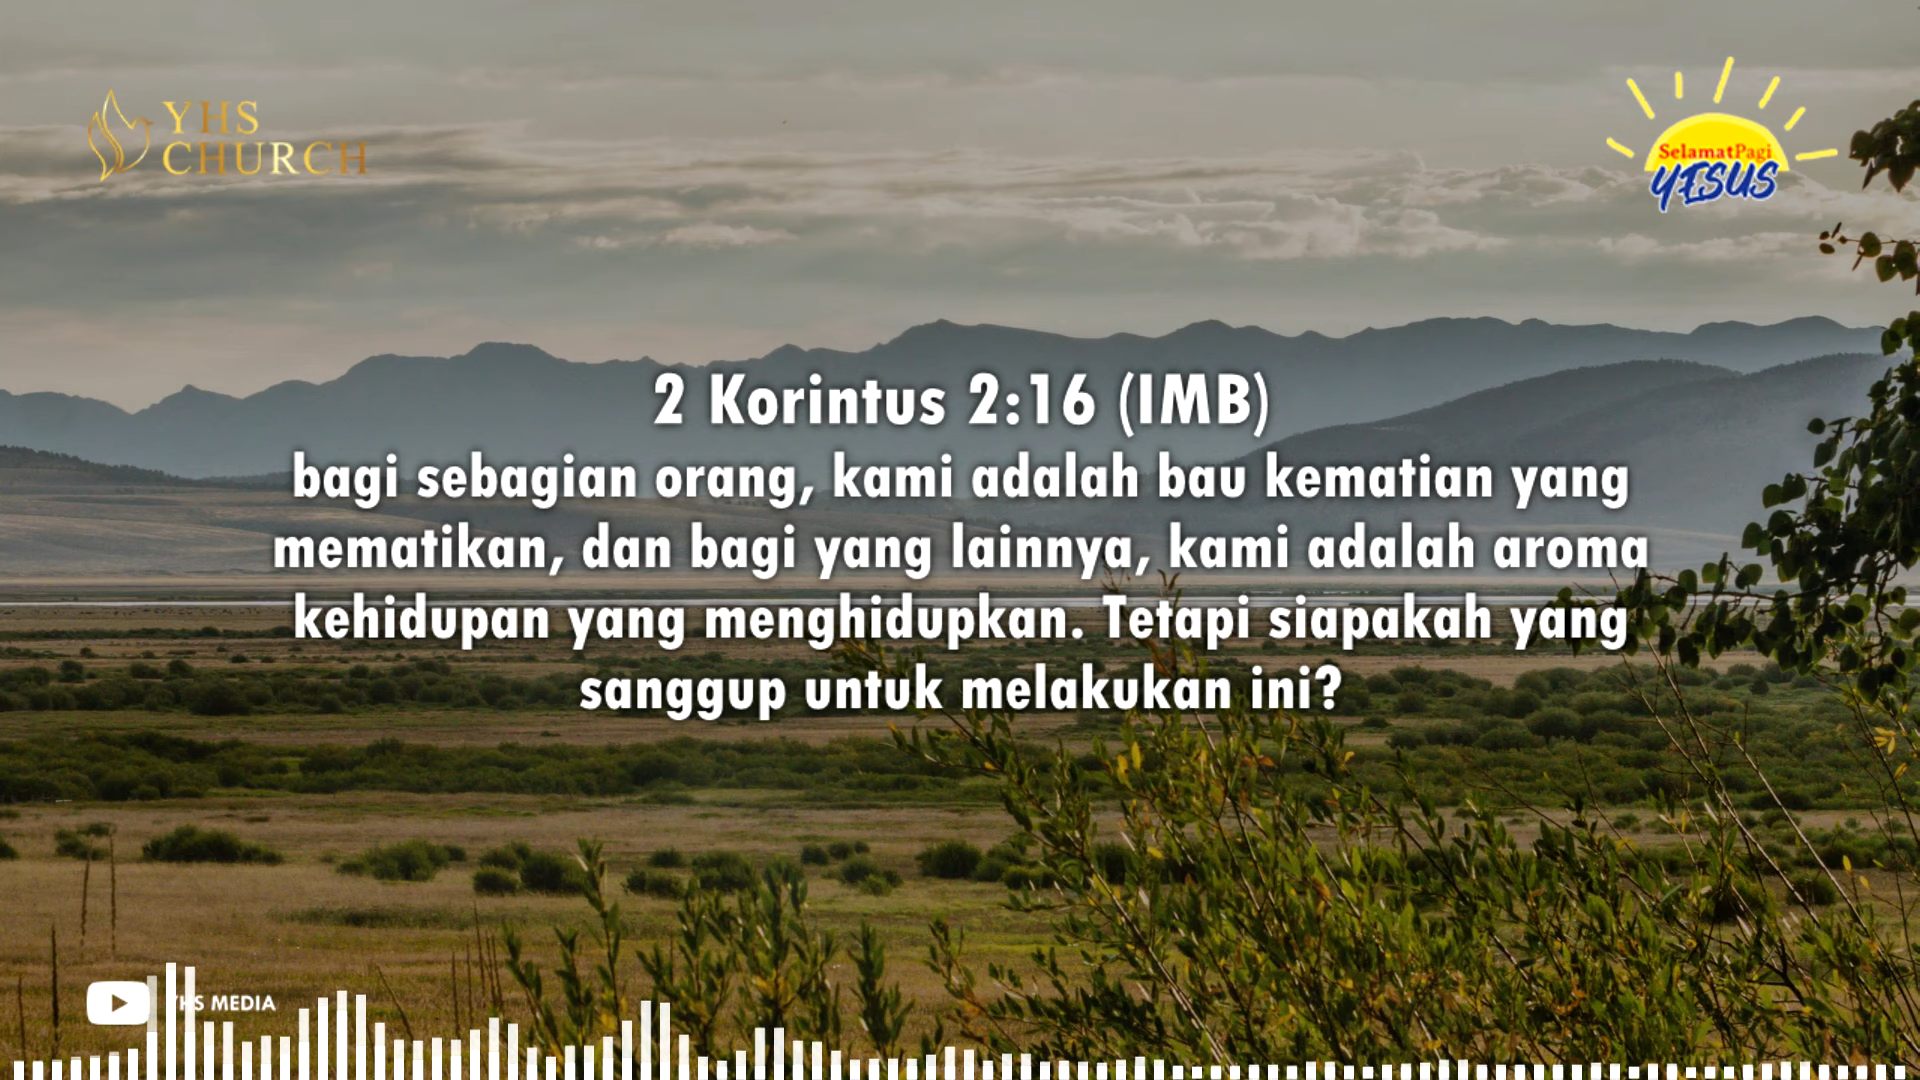 YHS
CHURCH
SelamatPagi
YESUS
2 Korintus 2:16 (IMB)
bagi sebagian orang, kami adalah bau kematian yang
mematikan, dan bagi yang lainnya, kami adalah aroma
kehidupan yang menghidupkan. Tetapi siapakah yang
sanggup untuk melakukan ini?
YHS MEDIA